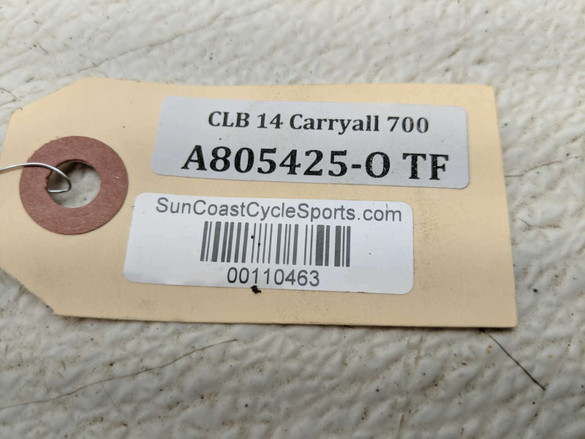 CLB 14 Carryall 700
A805425-O TF
SunCoastCycleSports.com
00110463